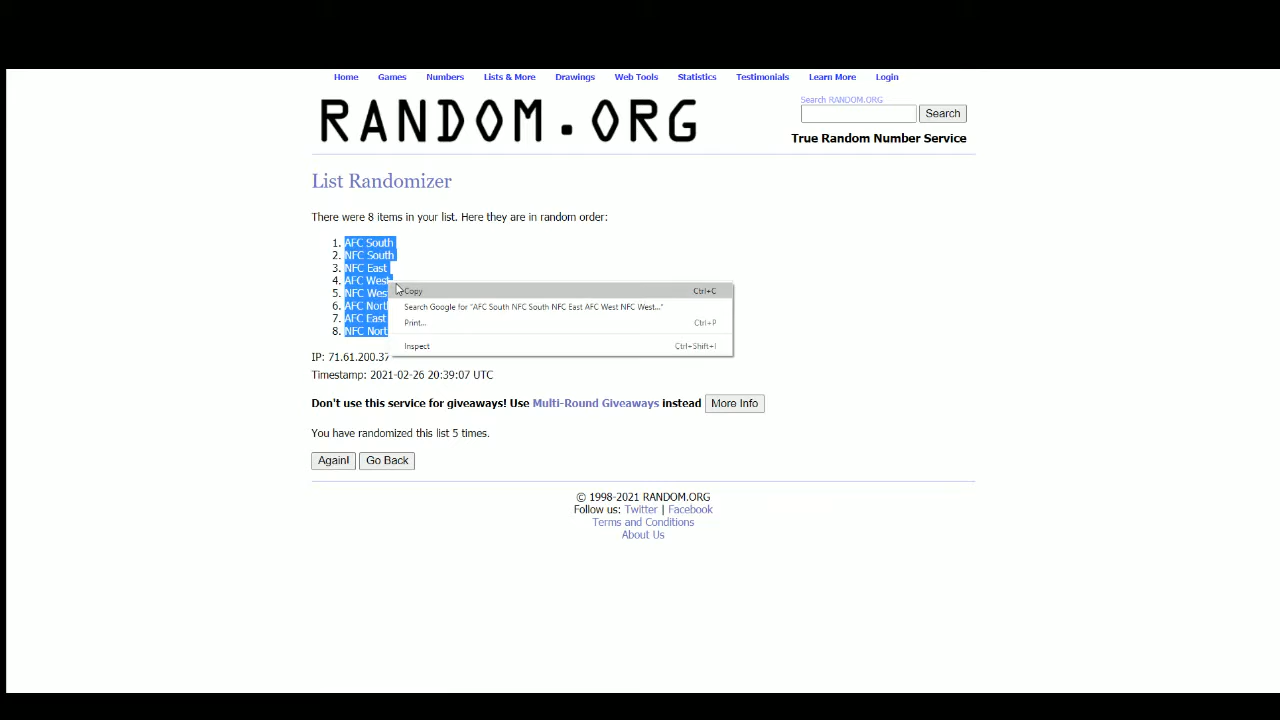 Home Games Numbers Lists & More Drawings Web Tools Statistics Testimonials Learn More Login
RANDOM.ORG
Search RANDOM.ORG
Search
True Random Number Service
List Randomizer
There were 8 items in your list. Here they are in random order:
1. AFC South
2. NFC South
3. NFC East
4. AFC West
5. NFC West
6. AFC Nort
7. AFC East
8. NFC Nort
Copy Ctrl+C
Search Google for "AFC South NFC South NFC East AFC West NFC West..."
Print... Ctrl+P
Inspect Ctrl+Shift+I
IP: 71.61.200.37
Timestamp: 2021-02-26 20:39:07 UTC
Don't use this service for giveaways! Use Multi-Round Giveaways instead More Info
You have randomized this list 5 times.
Again! Go Back
© 1998-2021 RANDOM.ORG
Follow us: Twitter | Facebook
Terms and Conditions
About Us